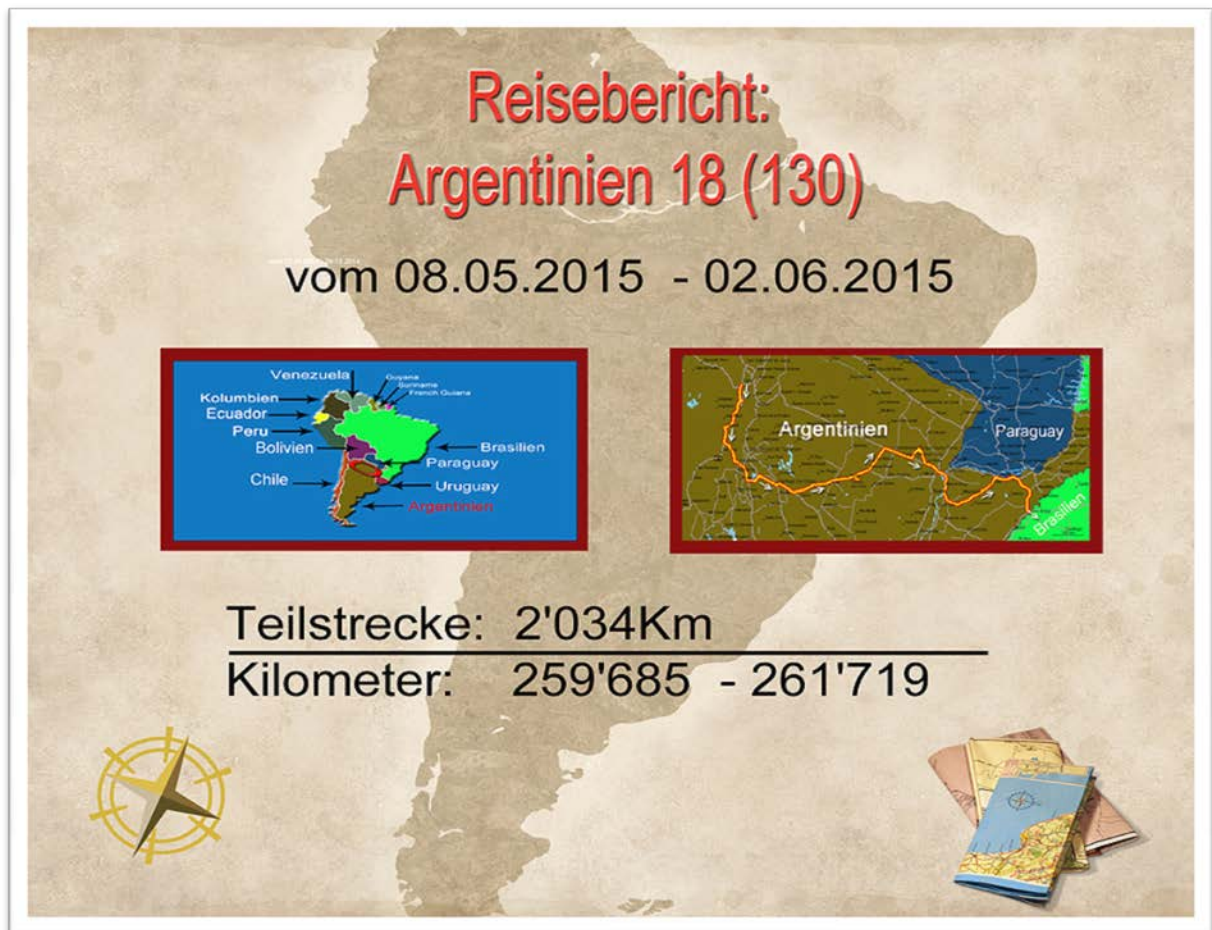 Reisebericht:
Argentinien 18 (130)
vom 08.05.2015 - 02.06.2015
Venezuela
Guyana
Suriname
French Guiana
Kolumbien
Ecuador
Peru
Bolivien
Brasilien
Paraguay
Chile
Uruguay
Argentinien
Argentinien
Paraguay
Brasilien
Teilstrecke: 2'034Km
Kilometer: 259'685 - 261'719